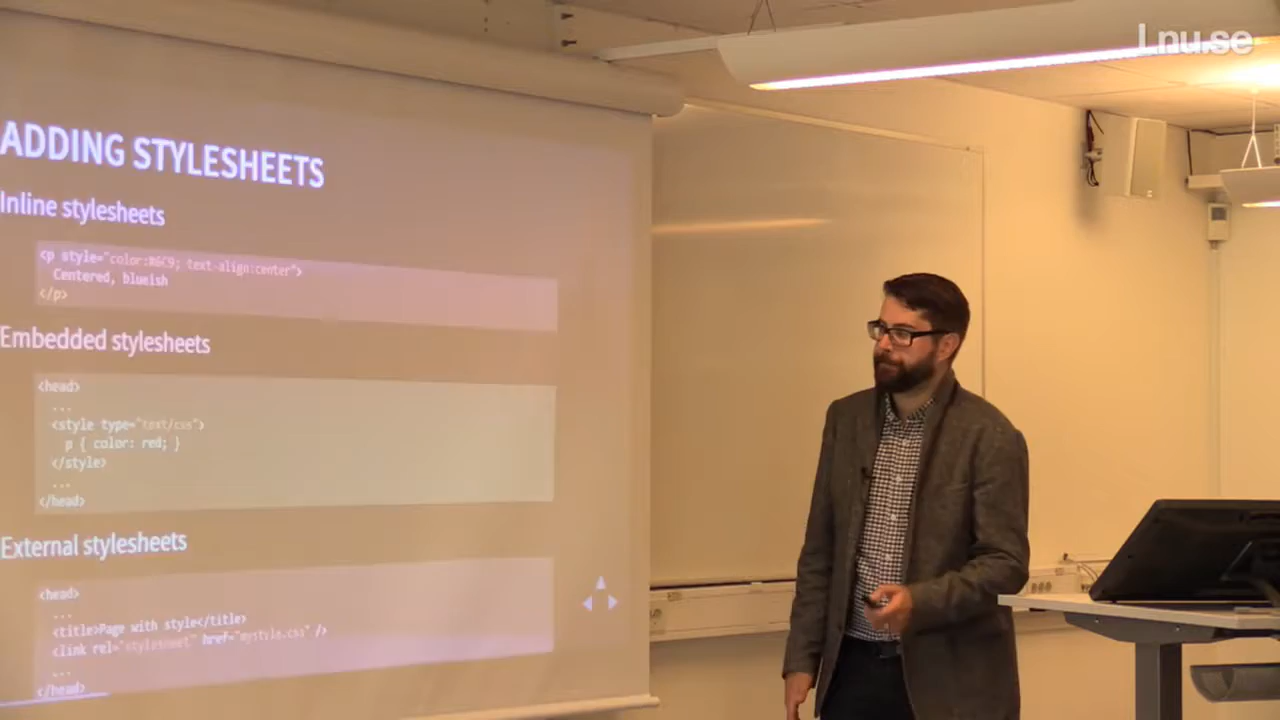 Lnu.se
ADDING STYLESHEETS
Inline stylesheets
<p style="color:#6C9; text-align:center">
Centered, blueish
</p>
Embedded stylesheets
<head>
...
<style type="text/css">
p { color: red; }
</style>
...
</head>
External stylesheets
<head>
...
<title>Page with style</title>
<link rel="stylesheet" href="mystyle.css" />
...
</head>